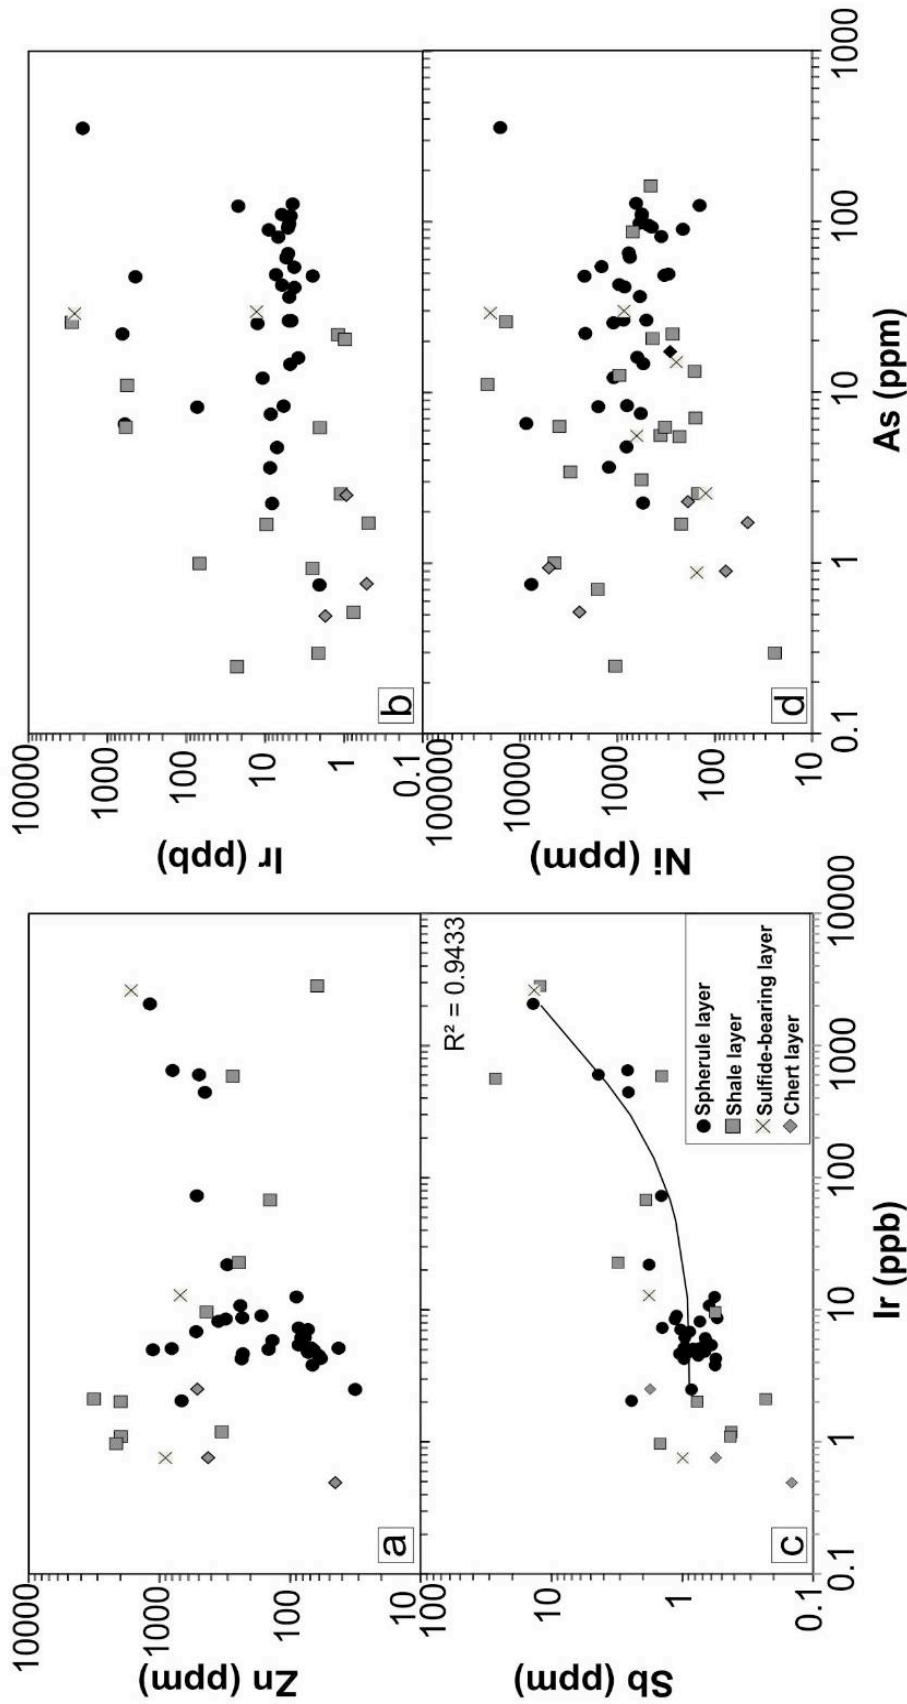 10000
1000
100
10
Zn (ppm)
a
10000
1000
100
10
1
0.1
Ir (ppb)
b
100
10
1
0.1
Sb (ppm)
c
R² = 0.9433
Spherule layer
Shale layer
Sulfide-bearing layer
Chert layer
0.1 1 10 100 1000 10000
Ir (ppb)
100000
10000
1000
100
10
Ni (ppm)
d
0.1 1 10 100 1000
As (ppm)